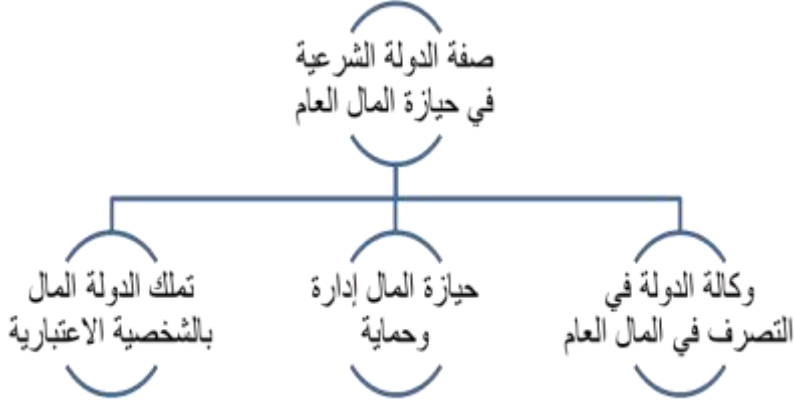 صفة الدولة الشرعية
في حيازة المال العام
وكالة الدولة في
التصرف في المال العام
حيازة المال إدارة
وحماية
تملك الدولة المال
بالشخصية الاعتبارية